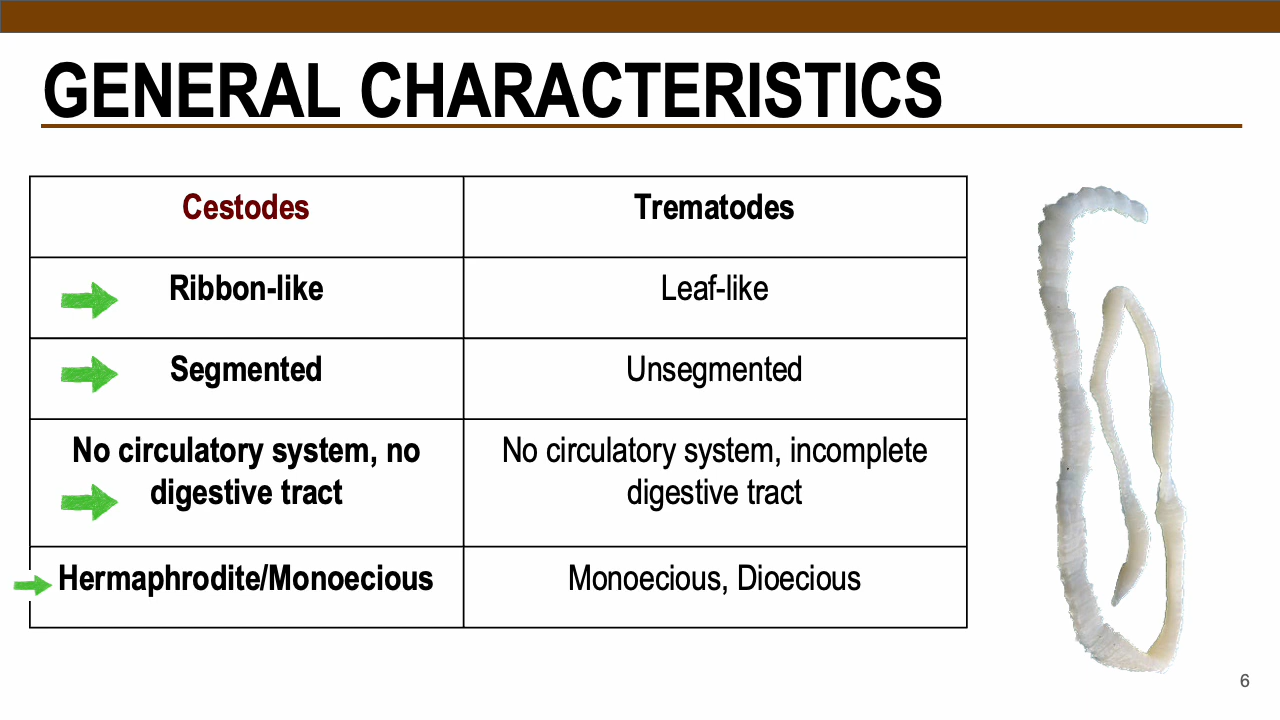 GENERAL CHARACTERISTICS
Cestodes
Trematodes
Ribbon-like
Leaf-like
Segmented
Unsegmented
No circulatory system, no
digestive tract
No circulatory system, incomplete
digestive tract
Hermaphrodite/Monoecious
Monoecious, Dioecious
6